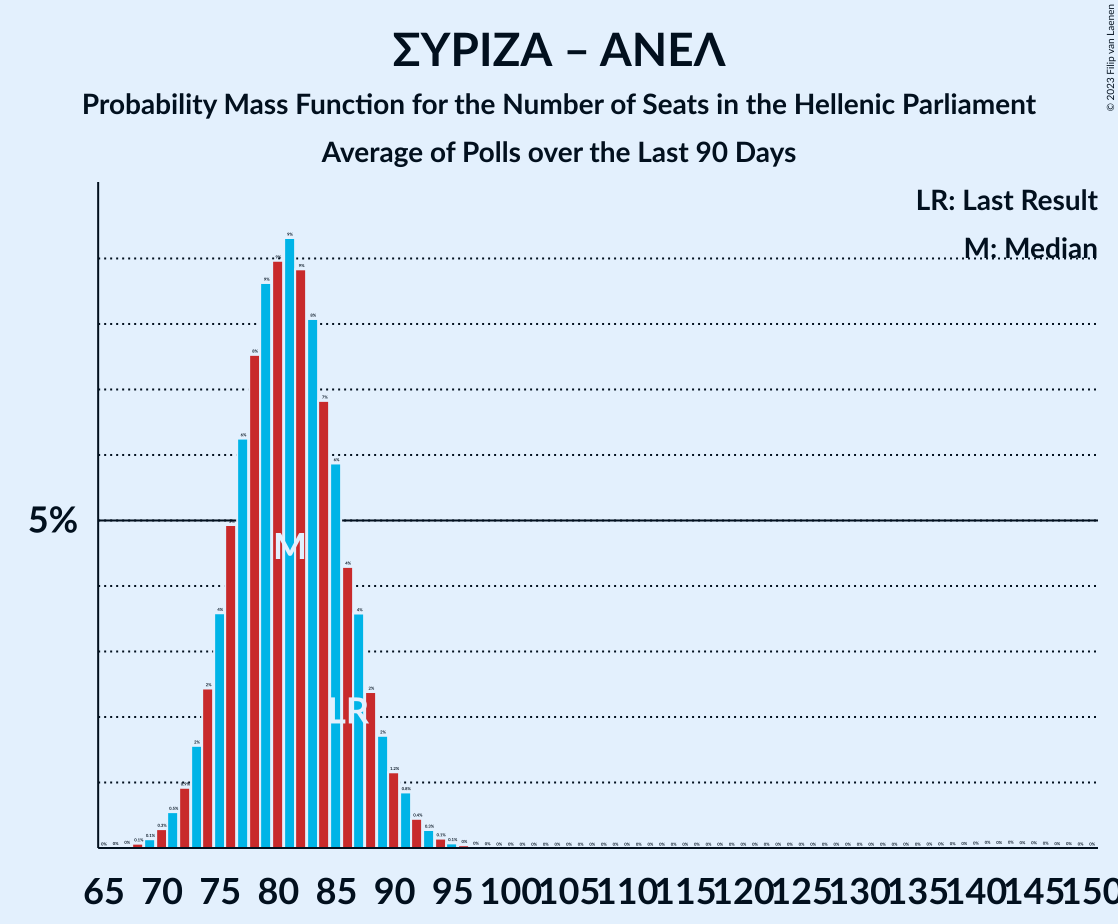 ΣΥΡΙΖΑ – ΑΝΕΛ
Probability Mass Function for the Number of Seats in the Hellenic Parliament
Average of Polls over the Last 90 Days
© 2023 Filip van Laenen
LR: Last Result
M: Median
5%
M
LR
65 70 75 80 85 90 95 100 105 110 115 120 125 130 135 140 145 150